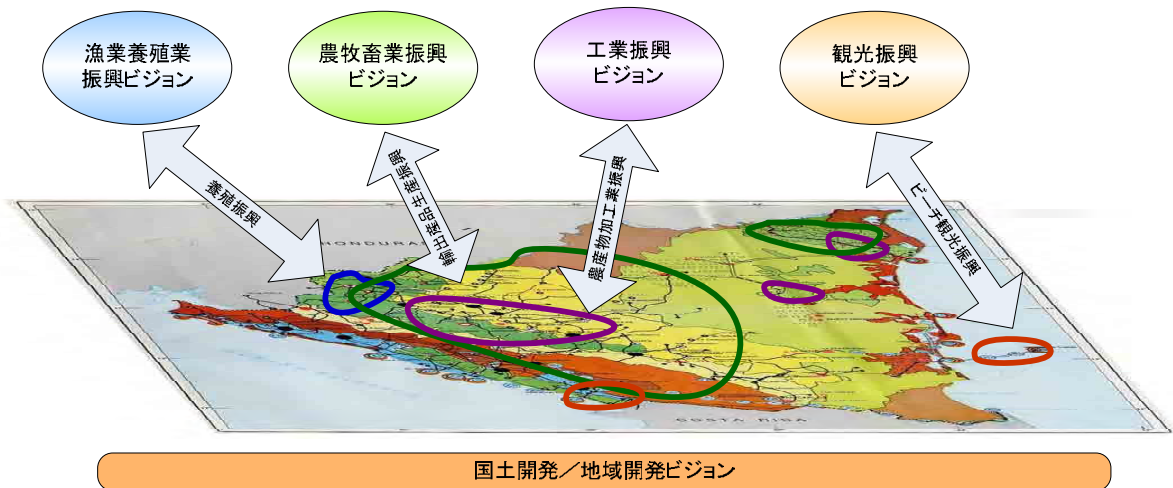 漁業養殖業
振興ビジョン
農牧畜業振興
ビジョン
工業振興
ビジョン
観光振興
ビジョン
養殖振興
輸出産品生産振興
農産物加工業振興
ビーチ観光振興
HONDURA
COSTA RICA
国土開発／地域開発ビジョン